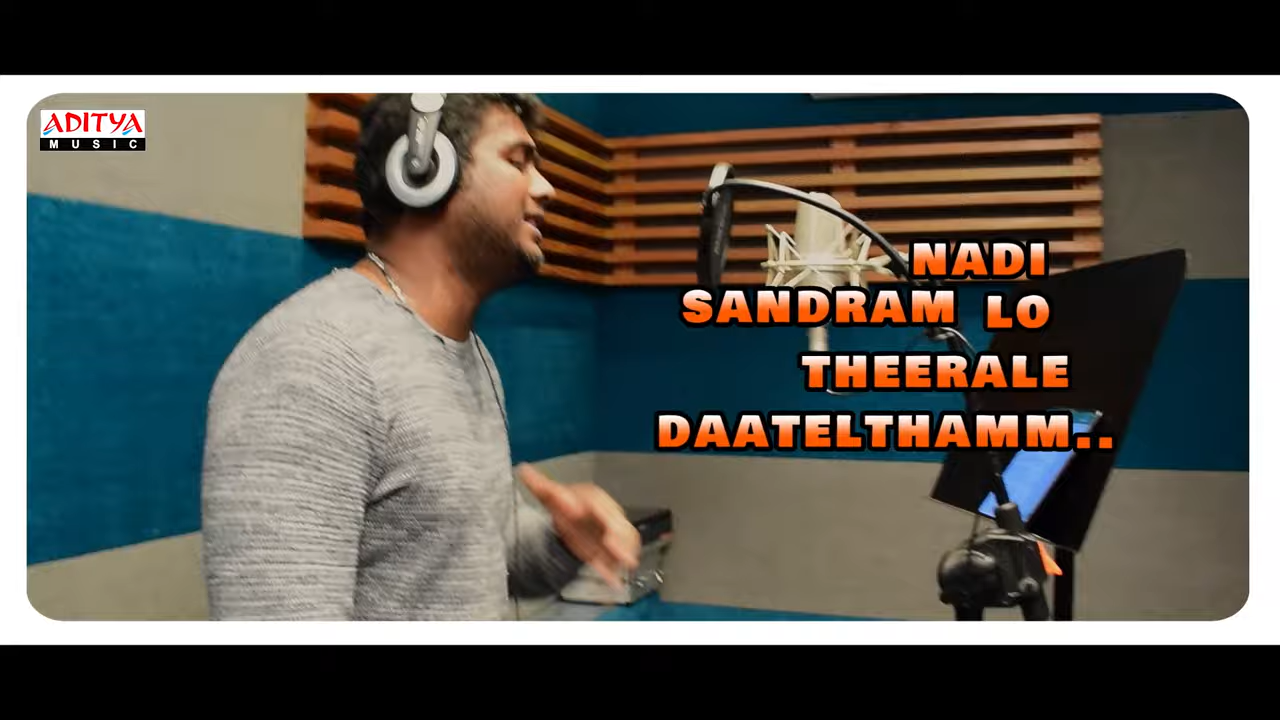 ADITYA
MUSIC
NADI
SANDRAM LO
THEERALE
DAATELTHAMM..